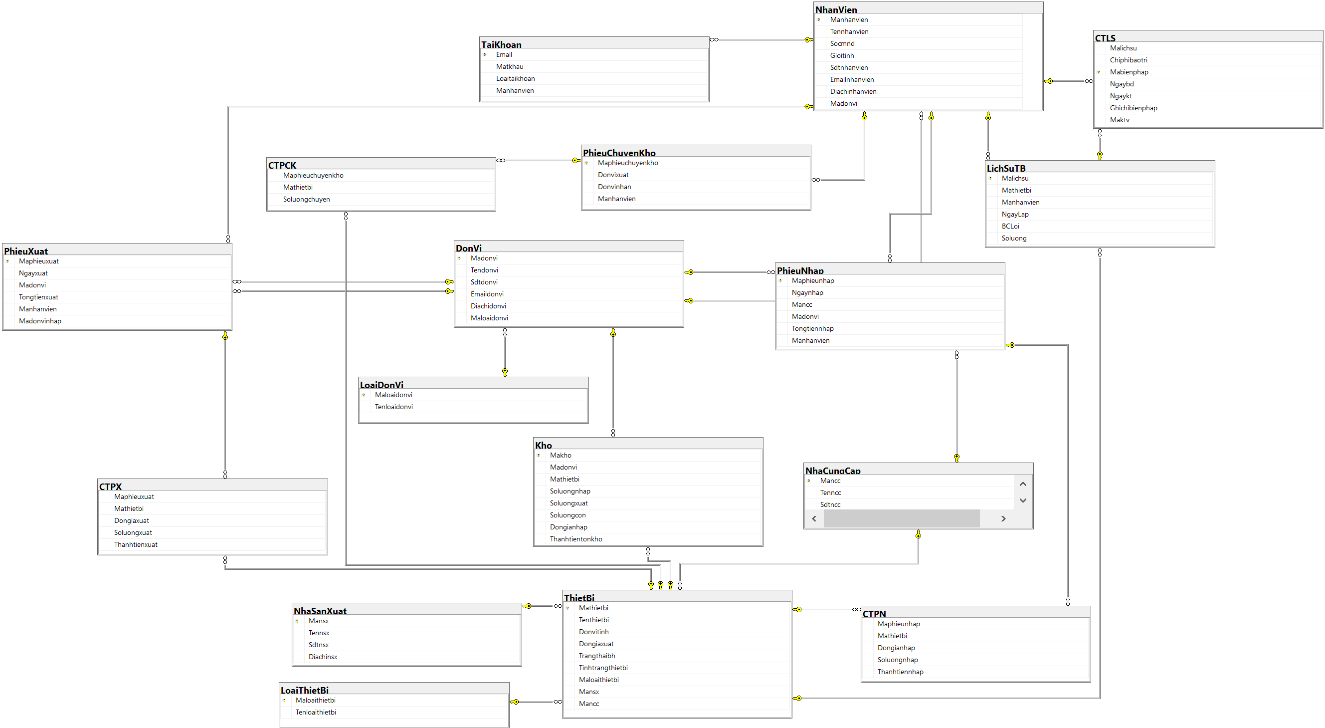 NhanVien
Manhanvien
Tennhanvien
Socmnd
Gioitinh
Sdtnhanvien
Emailnhanvien
Diachinhanvien
Madonvi
TaiKhoan
Email
Matkhau
Loaitaikhoan
Manhanvien
CTLS
Malichsu
Chiphibaotri
Mabienphap
Ngaybd
Ngaykt
Ghichibienphap
Maktv
CTPCK
Maphieuchuyenkho
Mathietbi
Soluongchuyen
PhieuChuyenKho
Maphieuchuyenkho
Donvixuat
Donvinhan
Manhanvien
LichSuTB
Malichsu
Mathietbi
Manhanvien
NgayLap
BCLoi
Soluong
PhieuXuat
Maphieuxuat
Ngayxuat
Madonvi
Tongtienxuat
Manhanvien
Madonvinhap
DonVi
Madonvi
Tendonvi
Sdtdonvi
Emaildonvi
Diachidonvi
Maloaidonvi
PhieuNhap
Maphieunhap
Ngaynhap
Mancc
Madonvi
Tongtiennhap
Manhanvien
LoaiDonVi
Maloaidonvi
Tenloaidonvi
Kho
Makho
Madonvi
Mathietbi
Soluongnhap
Soluongxuat
Soluongcon
Dongianhap
Thanhtientonkho
NhaCungCap
Mancc
Tenncc
Sdtncc
CTPX
Maphieuxuat
Mathietbi
Dongiaxuat
Soluongxuat
Thanhtienxuat
NhaSanXuat
Mansx
Tennsx
Sdtnsx
Diachinsx
ThietBi
Mathietbi
Tenthietbi
Donvitinh
Dongiaxuat
Trangthaibh
Tinhtrangthietbi
Maloaithietbi
Mansx
Mancc
CTPN
Maphieunhap
Mathietbi
Dongianhap
Soluongnhap
Thanhtiennhap
LoaiThietBi
Maloaithietbi
Tenloaithietbi